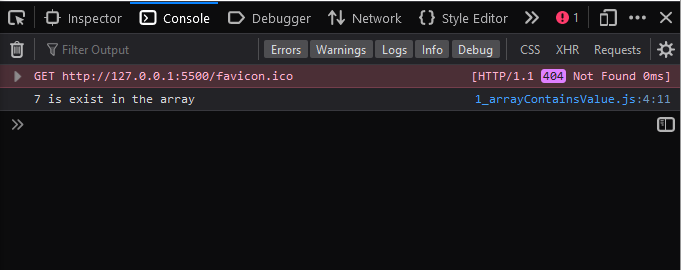 Inspector Console Debugger Network Style Editor 1
Filter Output Errors Warnings Logs Info Debug CSS XHR Requests
GET http://127.0.0.1:5500/favicon.ico [HTTP/1.1 404 Not Found 0ms]
7 is exist in the array 1_arrayContainsValue.js:4:11